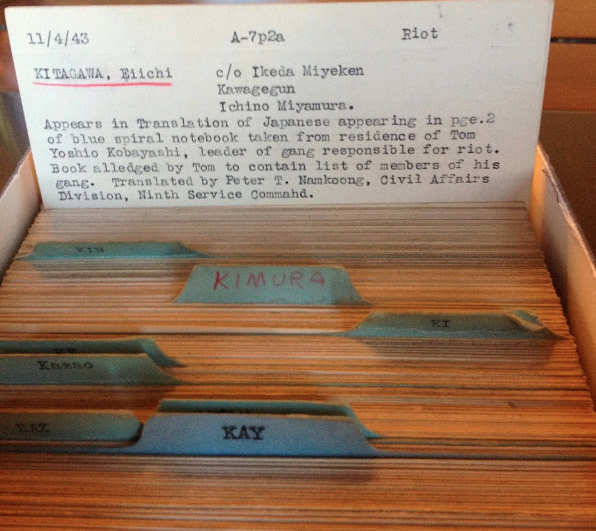 11/4/43 A-7p2a Riot
KITAGAWA, Eiichi c/o Ikeda Miyeken
Kawagegun
Ichino Miyamura.
Appears in Translation of Japanese appearing in pge.2
of blue spiral notebook taken from residence of Tom
Yoshio Kobayashi, leader of gang responsible for riot.
Book alledged by Tom to contain list of members of his
gang. Translated by Peter T. Namkoong, Civil Affairs
Division, Ninth Service Commahd.
KIN
KIMURA
KI
KAZ
KAY